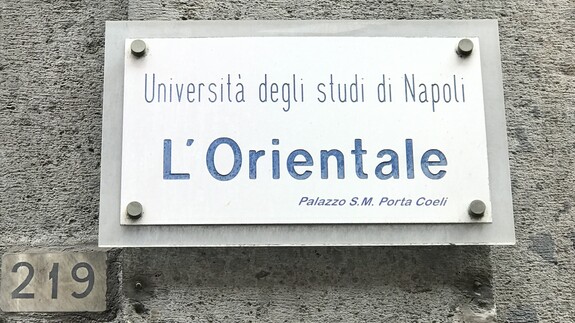 Università degli studi di Napoli
L'Orientale
Palazzo S.M. Porta Coeli
219